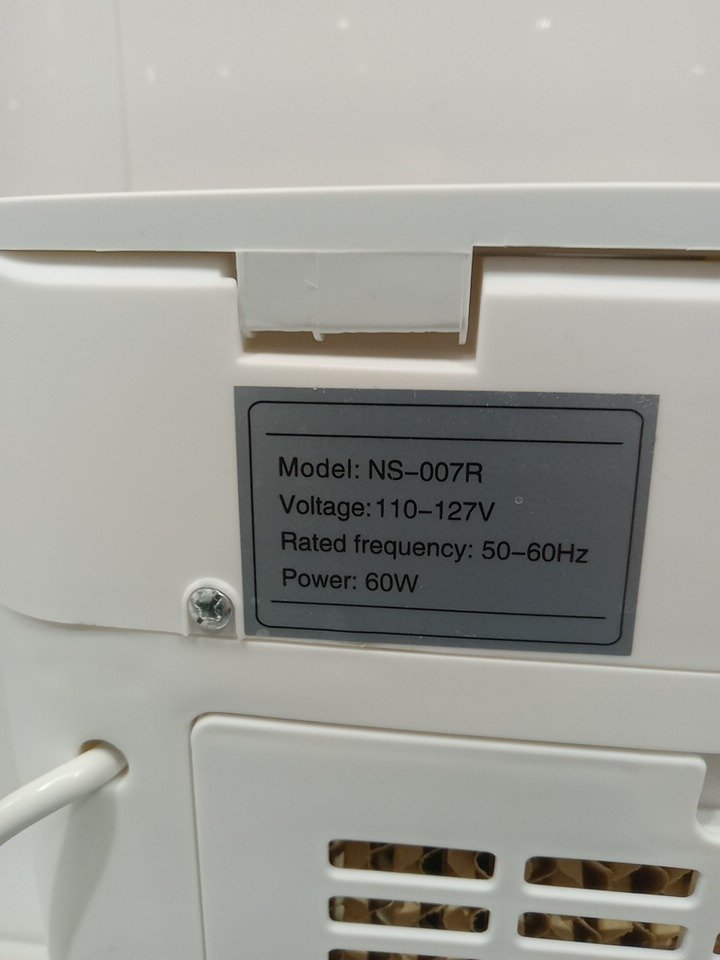 Model: NS-007R
Voltage: 110-127V
Rated frequency: 50-60Hz
Power: 60W